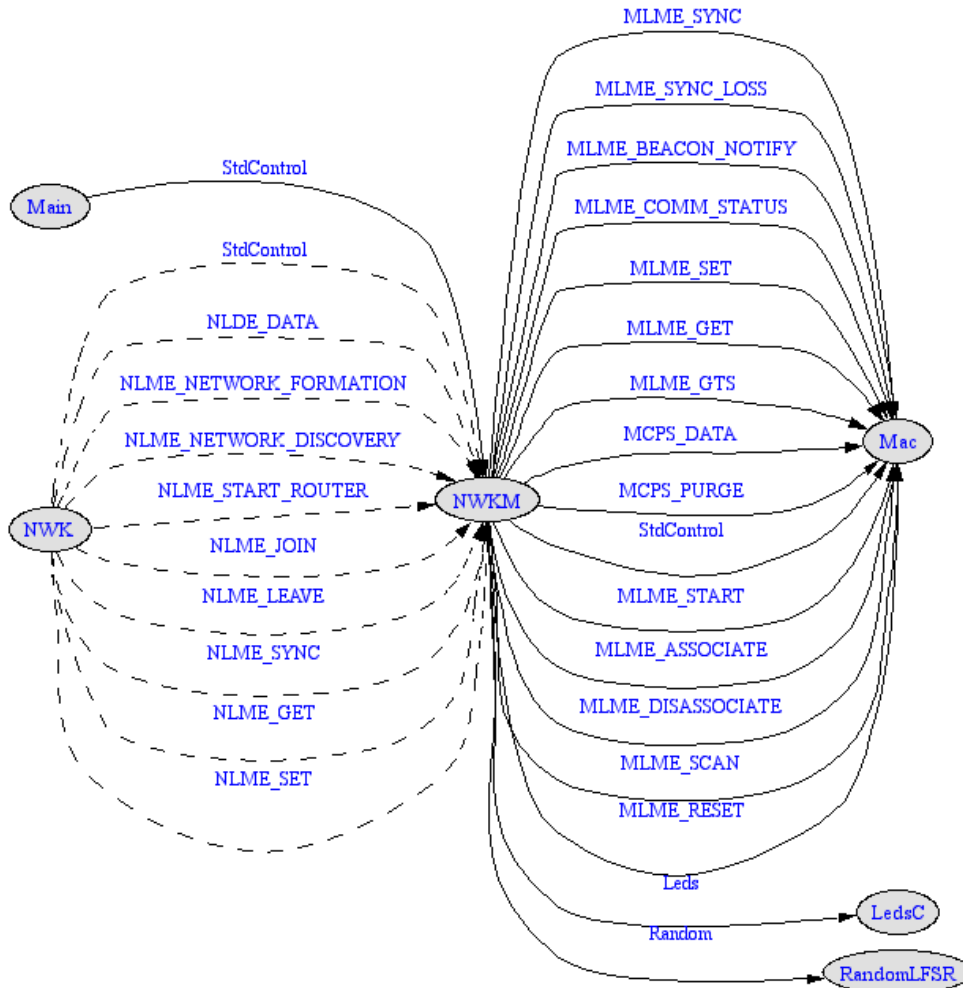 MLME_SYNC
MLME_SYNC_LOSS
MLME_BEACON_NOTIFY
StdControl
Main
MLME_COMM_STATUS
StdControl
MLME_SET
NLDE_DATA
MLME_GET
NLME_NETWORK_FORMATION
MLME_GTS
NLME_NETWORK_DISCOVERY
MCPS_DATA
Mac
NLME_START_ROUTER
MCPS_PURGE
NWKM
NWK
StdControl
NLME_JOIN
NLME_LEAVE
MLME_START
NLME_SYNC
MLME_ASSOCIATE
NLME_GET
MLME_DISASSOCIATE
NLME_SET
MLME_SCAN
MLME_RESET
Leds
LedsC
Random
RandomLFSR